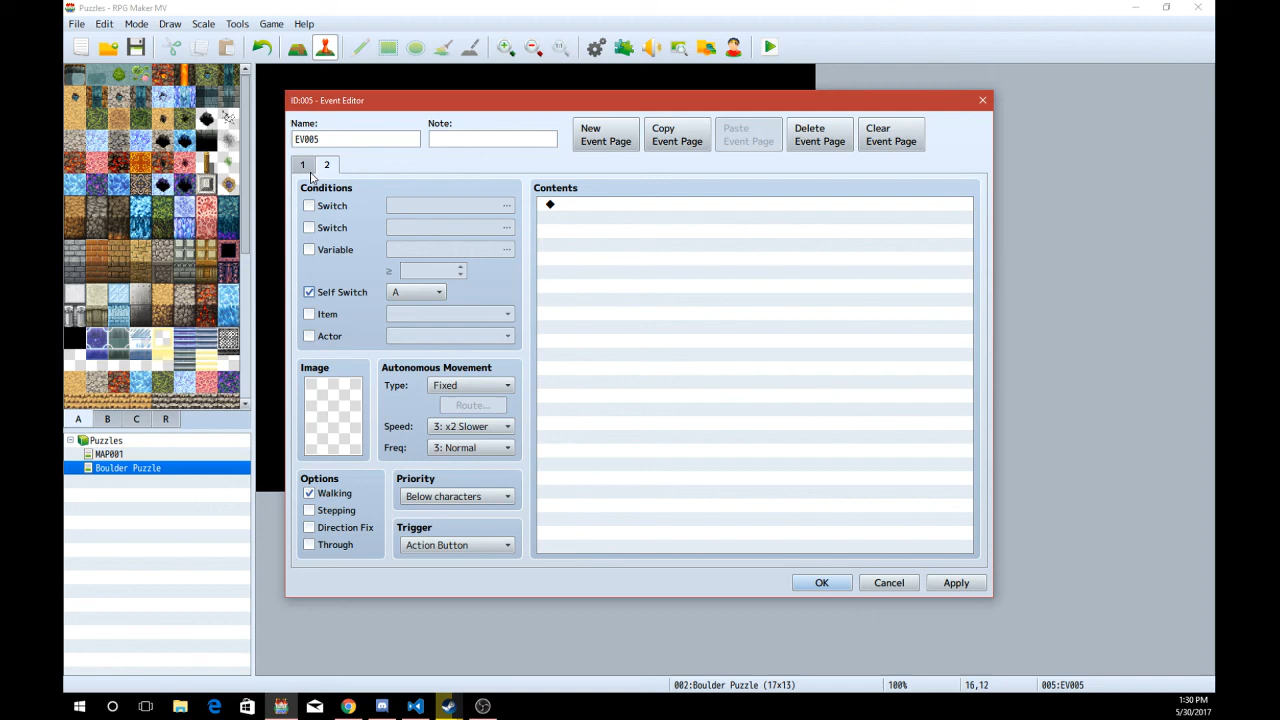 Puzzles - RPG Maker MV
File Edit Mode Draw Scale Tools Game Help
ID:005 - Event Editor
Name: Note:
EV005
New Event Page
Copy Event Page
Paste Event Page
Delete Event Page
Clear Event Page
1 2
Conditions
Switch
Switch
Variable
≥
Self Switch A
Item
Actor
Image
Autonomous Movement
Type: Fixed
Route...
Speed: 3: x2 Slower
Freq: 3: Normal
Options
Walking
Stepping
Direction Fix
Through
Priority
Below characters
Trigger
Action Button
Contents
OK Cancel Apply
A B C R
Puzzles
MAP001
Boulder Puzzle
002:Boulder Puzzle (17x13) 100% 16,12 005:EV005
1:30 PM
5/30/2017